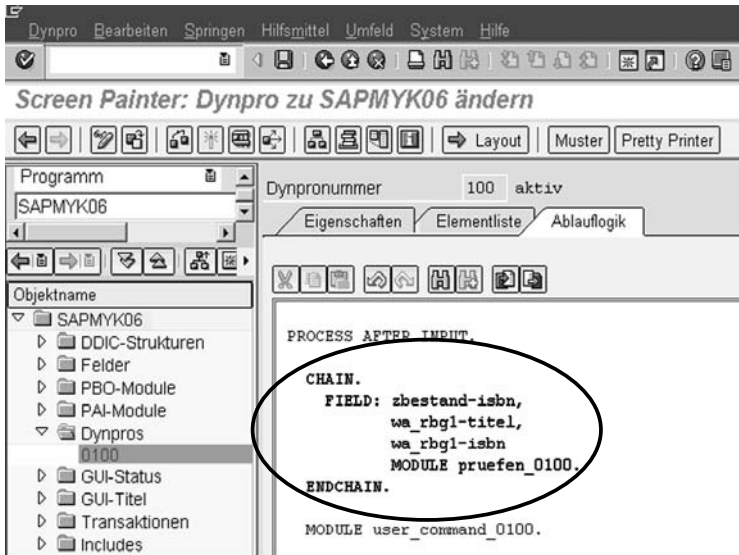 Dynpro Bearbeiten Springen Hilfsmittel Umfeld System Hilfe
Screen Painter: Dynpro zu SAPMYK06 ändern
Layout Muster Pretty Printer
Programm
SAPMYK06
Objektname
SAPMYK06
DDIC-Strukturen
Felder
PBO-Module
PAI-Module
Dynpros
0100
GUI-Status
GUI-Titel
Transaktionen
Includes
Dynpronummer 100 aktiv
Eigenschaften Elementliste Ablauflogik
PROCESS AFTER INPUT.
CHAIN.
FIELD: zbestand-isbn,
wa_rbg1-titel,
wa_rbg1-isbn
MODULE pruefen_0100.
ENDCHAIN.
MODULE user_command_0100.